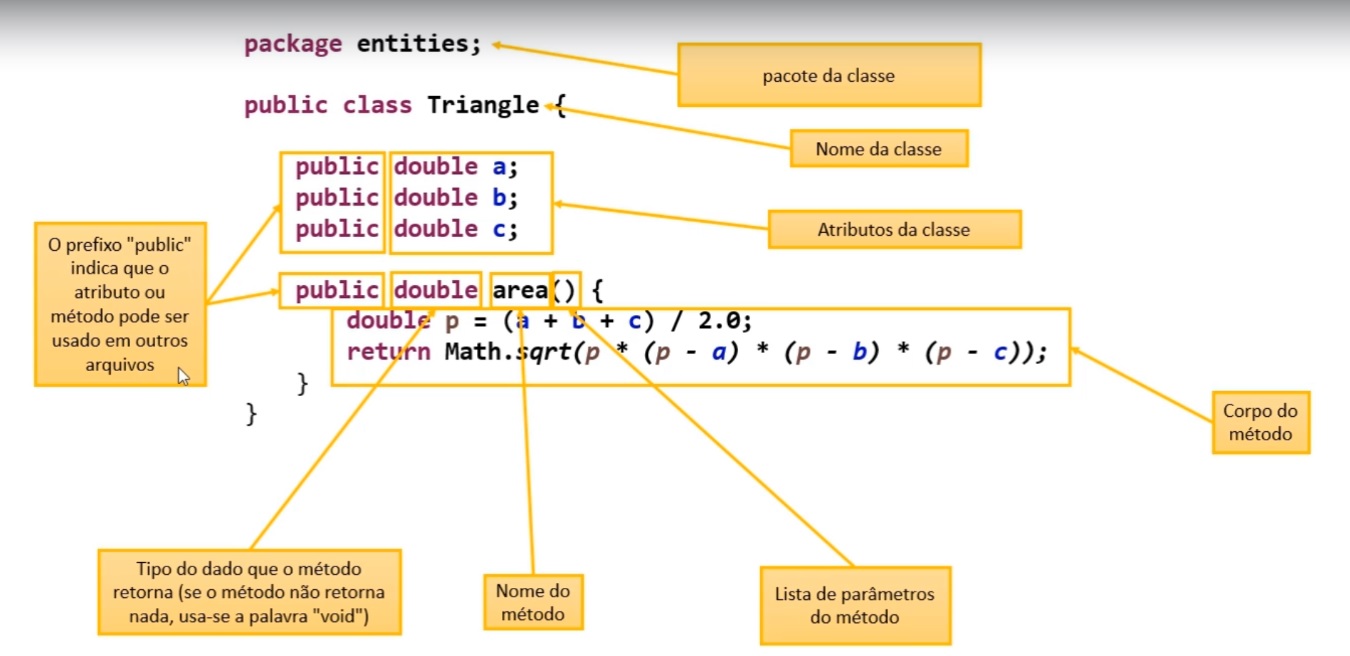 package entities;
pacote da classe
public class Triangle {
Nome da classe
public double a;
public double b;
public double c;
Atributos da classe
O prefixo "public"
indica que o
atributo ou
método pode ser
usado em outros
arquivos
public double area() {
double p = (a + b + c) / 2.0;
return Math.sqrt(p * (p - a) * (p - b) * (p - c));
}
}
Corpo do
método
Tipo do dado que o método
retorna (se o método não retorna
nada, usa-se a palavra "void")
Nome do
método
Lista de parâmetros
do método